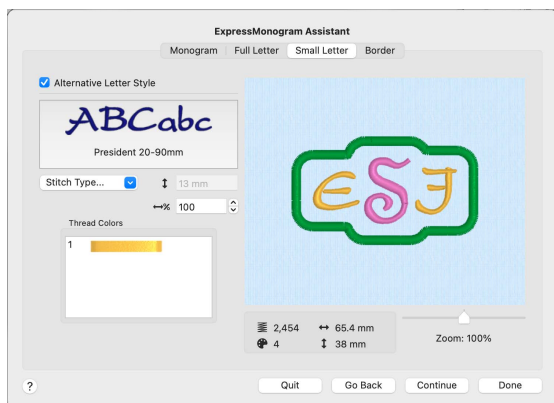 ExpressMonogram Assistant
Monogram Full Letter Small Letter Border
Alternative Letter Style
ABCabc
President 20-90mm
Stitch Type... 13 mm
% 100
Thread Colors
1
ESJ
2,454 65.4 mm
4 38 mm
Zoom: 100%
? Quit Go Back Continue Done